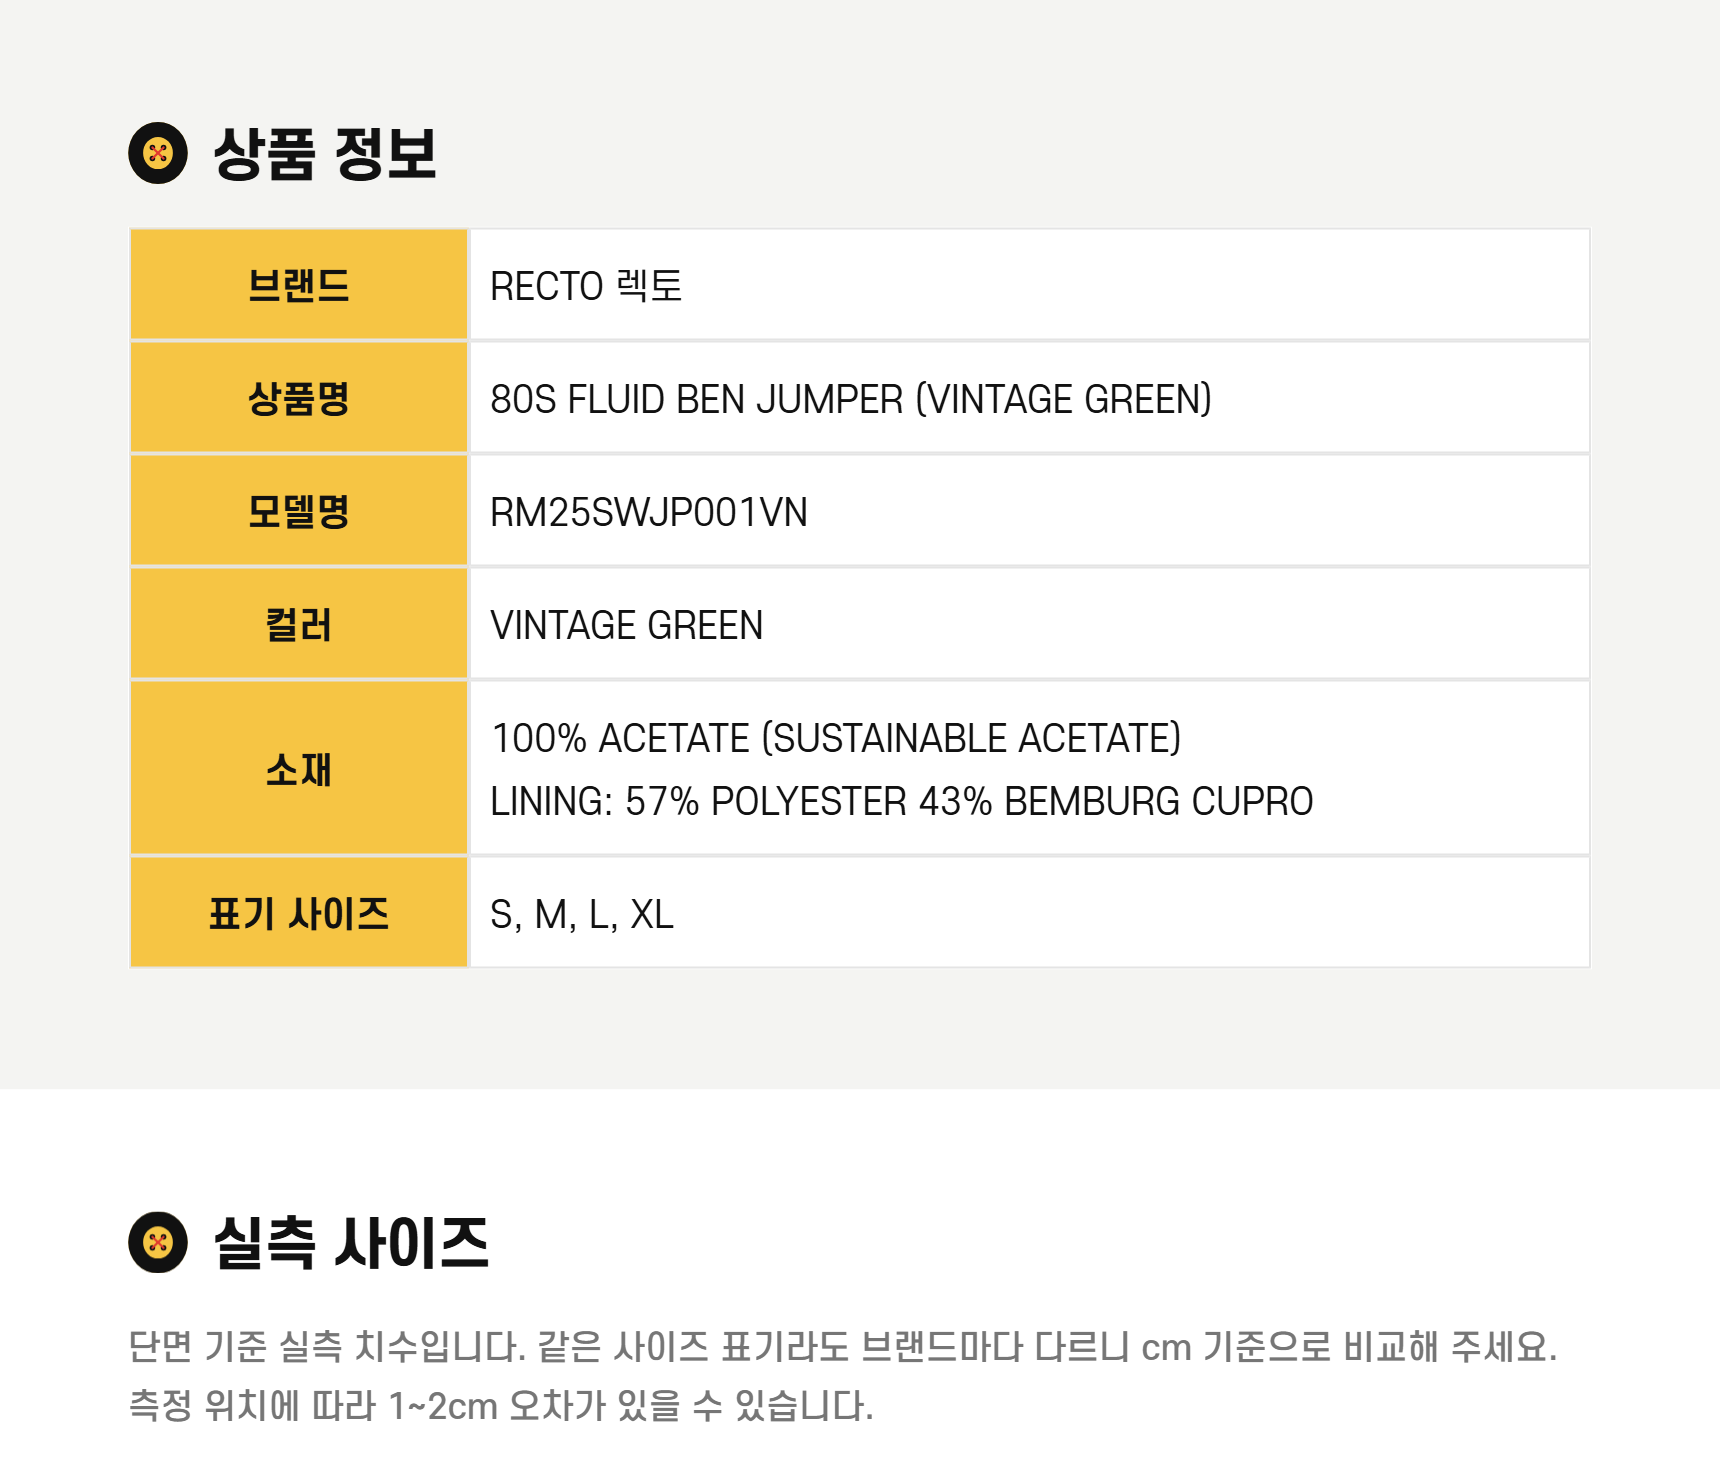 상품 정보
브랜드
RECTO 렉토
상품명
80S FLUID BEN JUMPER (VINTAGE GREEN)
모델명
RM25SWJP001VN
컬러
VINTAGE GREEN
소재
100% ACETATE (SUSTAINABLE ACETATE)
LINING: 57% POLYESTER 43% BEMBURG CUPRO
표기 사이즈
S, M, L, XL
실측 사이즈
단면 기준 실측 치수입니다. 같은 사이즈 표기라도 브랜드마다 다르니 cm 기준으로 비교해 주세요.
측정 위치에 따라 1~2cm 오차가 있을 수 있습니다.